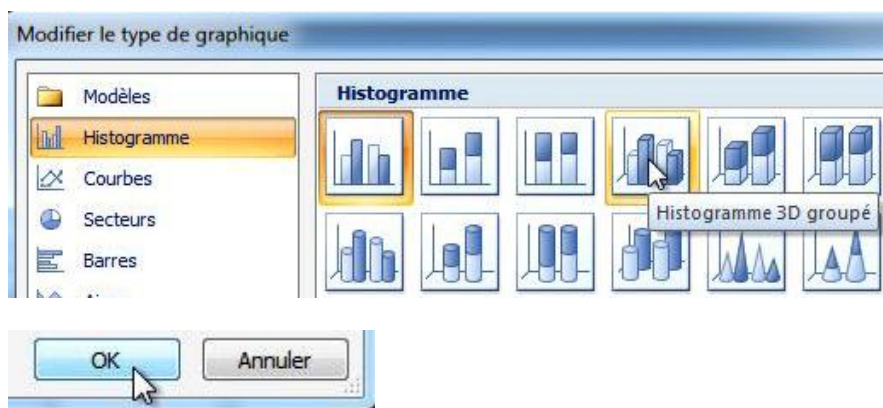 Modifier le type de graphique
Modèles
Histogramme
Courbes
Secteurs
Barres
Histogramme
Histogramme 3D groupé
OK
Annuler